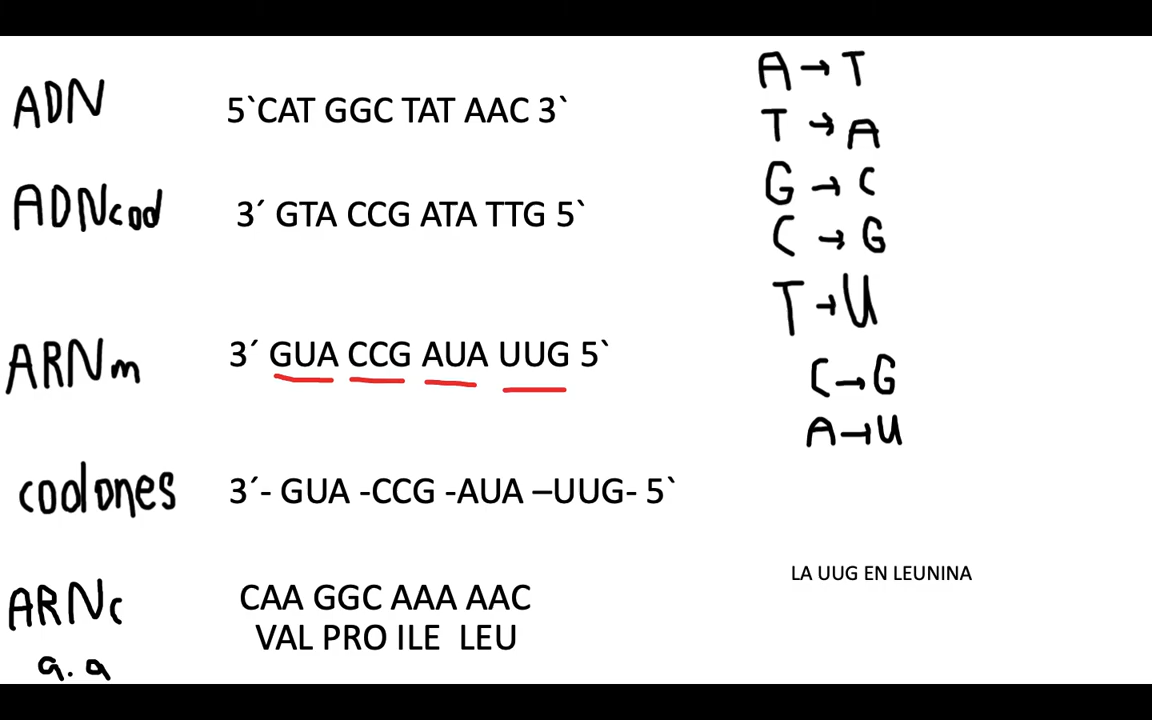 ADN 5`CAT GGC TAT AAC 3`
ADNcod 3´ GTA CCG ATA TTG 5`
ARNm 3´ GUA CCG AUA UUG 5`
codones 3´- GUA -CCG -AUA –UUG- 5`
ARNc CAA GGC AAA AAC
a.a VAL PRO ILE LEU
A → T
T → A
G → C
C → G
T → U
C → G
A → U
LA UUG EN LEUNINA